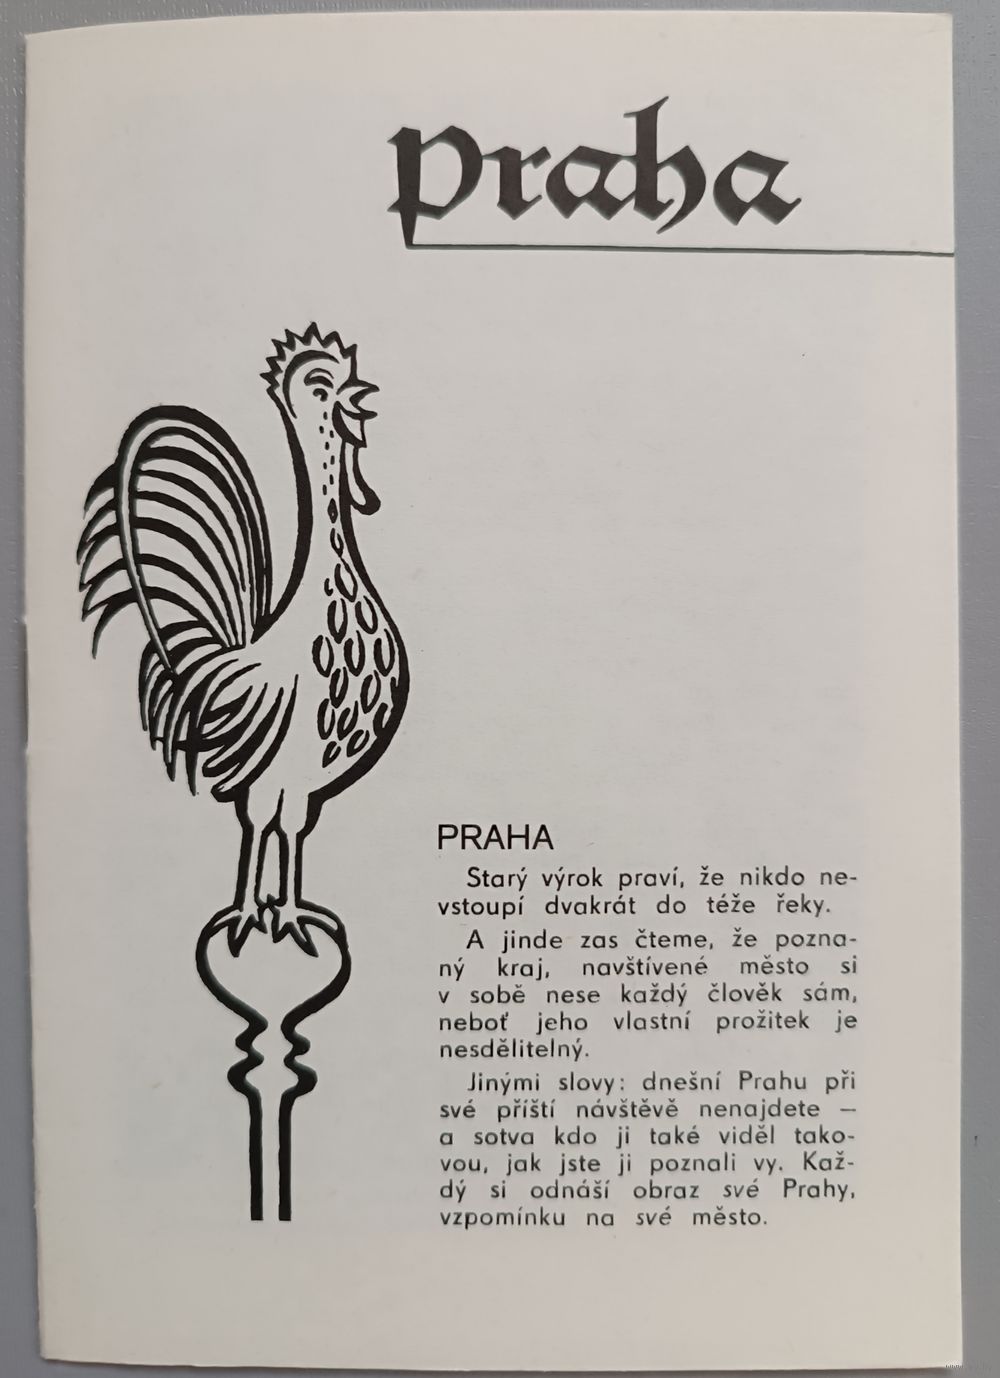 praha
PRAHA
Starý výrok praví, že nikdo ne-
vstoupí dvakrát do téže řeky.
A jinde zas čteme, že pozna-
ný kraj, navštívené město si
v sobě nese každý člověk sám,
neboť jeho vlastní prožitek je
nesdělitelný.
Jinými slovy: dnešní Prahu při
své příští návštěvě nenajdete –
a sotva kdo ji také viděl tako-
vou, jak jste ji poznali vy. Kaž-
dý si odnáší obraz své Prahy,
vzpomínku na své město.